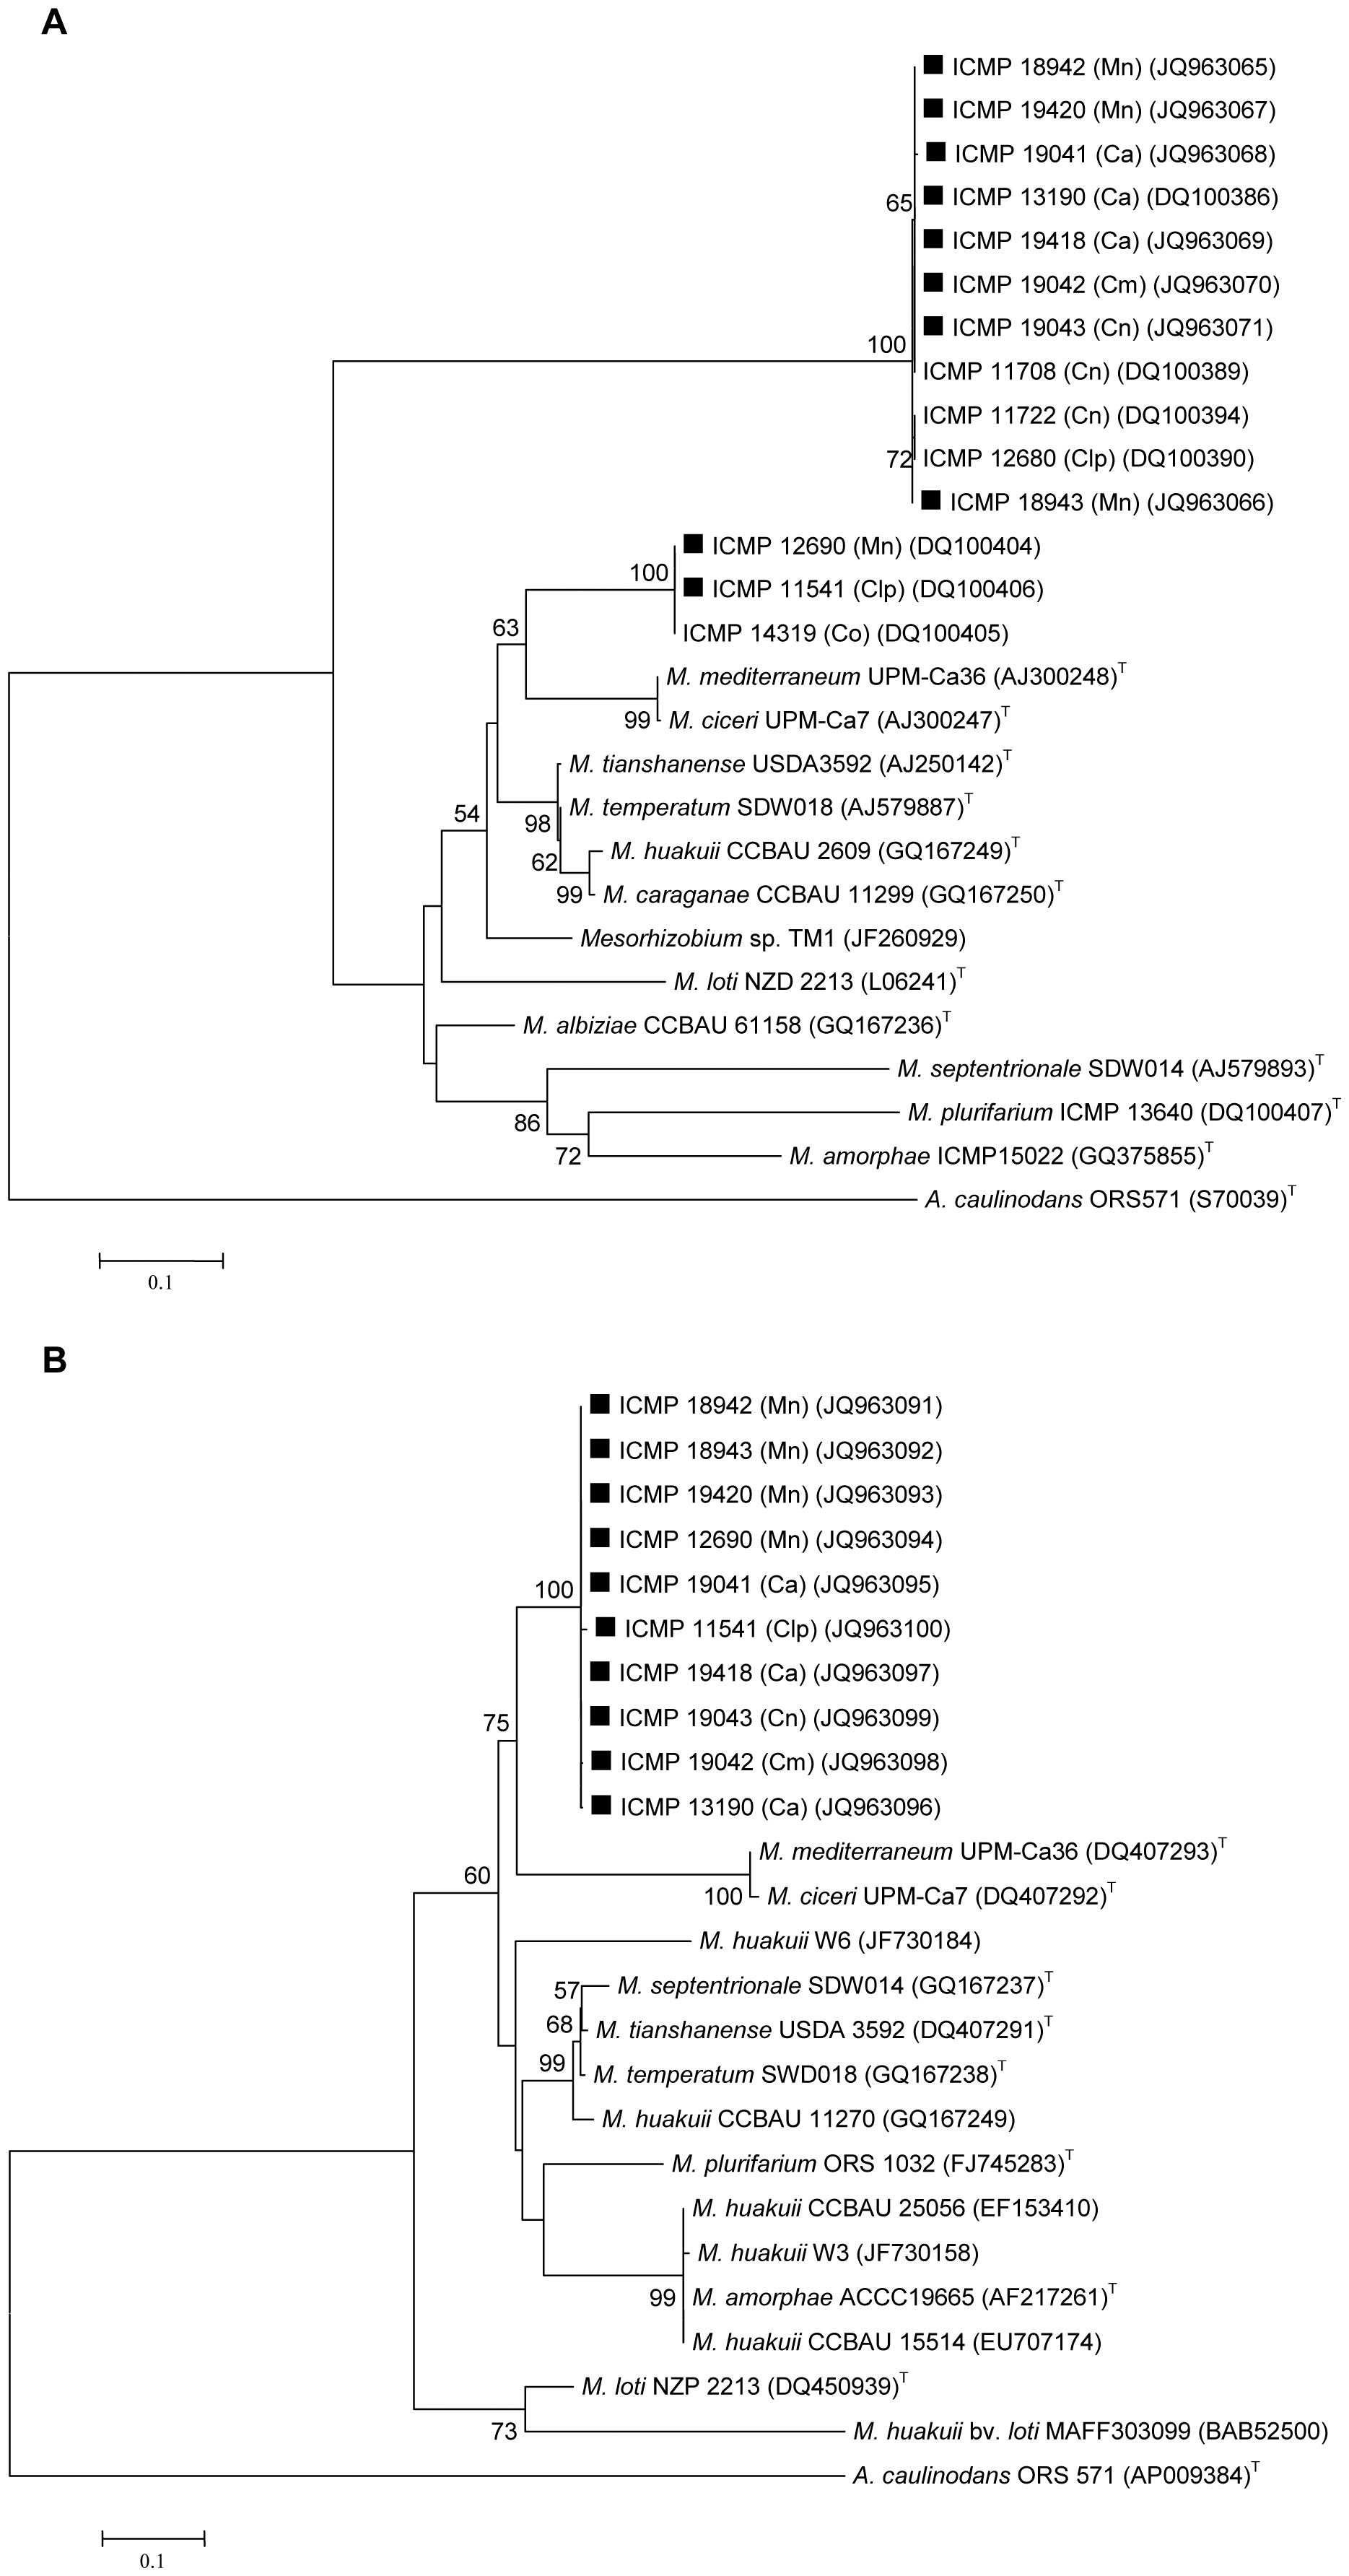 A
ICMP 18942 (Mn) (JQ963065)
ICMP 19420 (Mn) (JQ963067)
ICMP 19041 (Ca) (JQ963068)
65
ICMP 13190 (Ca) (DQ100386)
ICMP 19418 (Ca) (JQ963069)
ICMP 19042 (Cm) (JQ963070)
ICMP 19043 (Cn) (JQ963071)
100
ICMP 11708 (Cn) (DQ100389)
ICMP 11722 (Cn) (DQ100394)
72
ICMP 12680 (Clp) (DQ100390)
ICMP 18943 (Mn) (JQ963066)
ICMP 12690 (Mn) (DQ100404)
100
ICMP 11541 (Clp) (DQ100406)
63
ICMP 14319 (Co) (DQ100405)
M. mediterraneum UPM-Ca36 (AJ300248)T
99
M. ciceri UPM-Ca7 (AJ300247)T
M. tianshanense USDA3592 (AJ250142)T
54
M. temperatum SDW018 (AJ579887)T
98
M. huakuii CCBAU 2609 (GQ167249)T
62
99
M. caraganae CCBAU 11299 (GQ167250)T
Mesorhizobium sp. TM1 (JF260929)
M. loti NZD 2213 (L06241)T
M. albiziae CCBAU 61158 (GQ167236)T
M. septentrionale SDW014 (AJ579893)T
86
M. plurifarium ICMP 13640 (DQ100407)T
72
M. amorphae ICMP15022 (GQ375855)T
A. caulinodans ORS571 (S70039)T
0.1
B
ICMP 18942 (Mn) (JQ963091)
ICMP 18943 (Mn) (JQ963092)
ICMP 19420 (Mn) (JQ963093)
ICMP 12690 (Mn) (JQ963094)
100
ICMP 19041 (Ca) (JQ963095)
ICMP 11541 (Clp) (JQ963100)
ICMP 19418 (Ca) (JQ963097)
75
ICMP 19043 (Cn) (JQ963099)
ICMP 19042 (Cm) (JQ963098)
ICMP 13190 (Ca) (JQ963096)
M. mediterraneum UPM-Ca36 (DQ407293)T
60
100
M. ciceri UPM-Ca7 (DQ407292)T
M. huakuii W6 (JF730184)
57
M. septentrionale SDW014 (GQ167237)T
68
M. tianshanense USDA 3592 (DQ407291)T
99
M. temperatum SWD018 (GQ167238)T
M. huakuii CCBAU 11270 (GQ167249)
M. plurifarium ORS 1032 (FJ745283)T
M. huakuii CCBAU 25056 (EF153410)
M. huakuii W3 (JF730158)
99
M. amorphae ACCC19665 (AF217261)T
M. huakuii CCBAU 15514 (EU707174)
M. loti NZP 2213 (DQ450939)T
73
M. huakuii bv. loti MAFF303099 (BAB52500)
A. caulinodans ORS 571 (AP009384)T
0.1